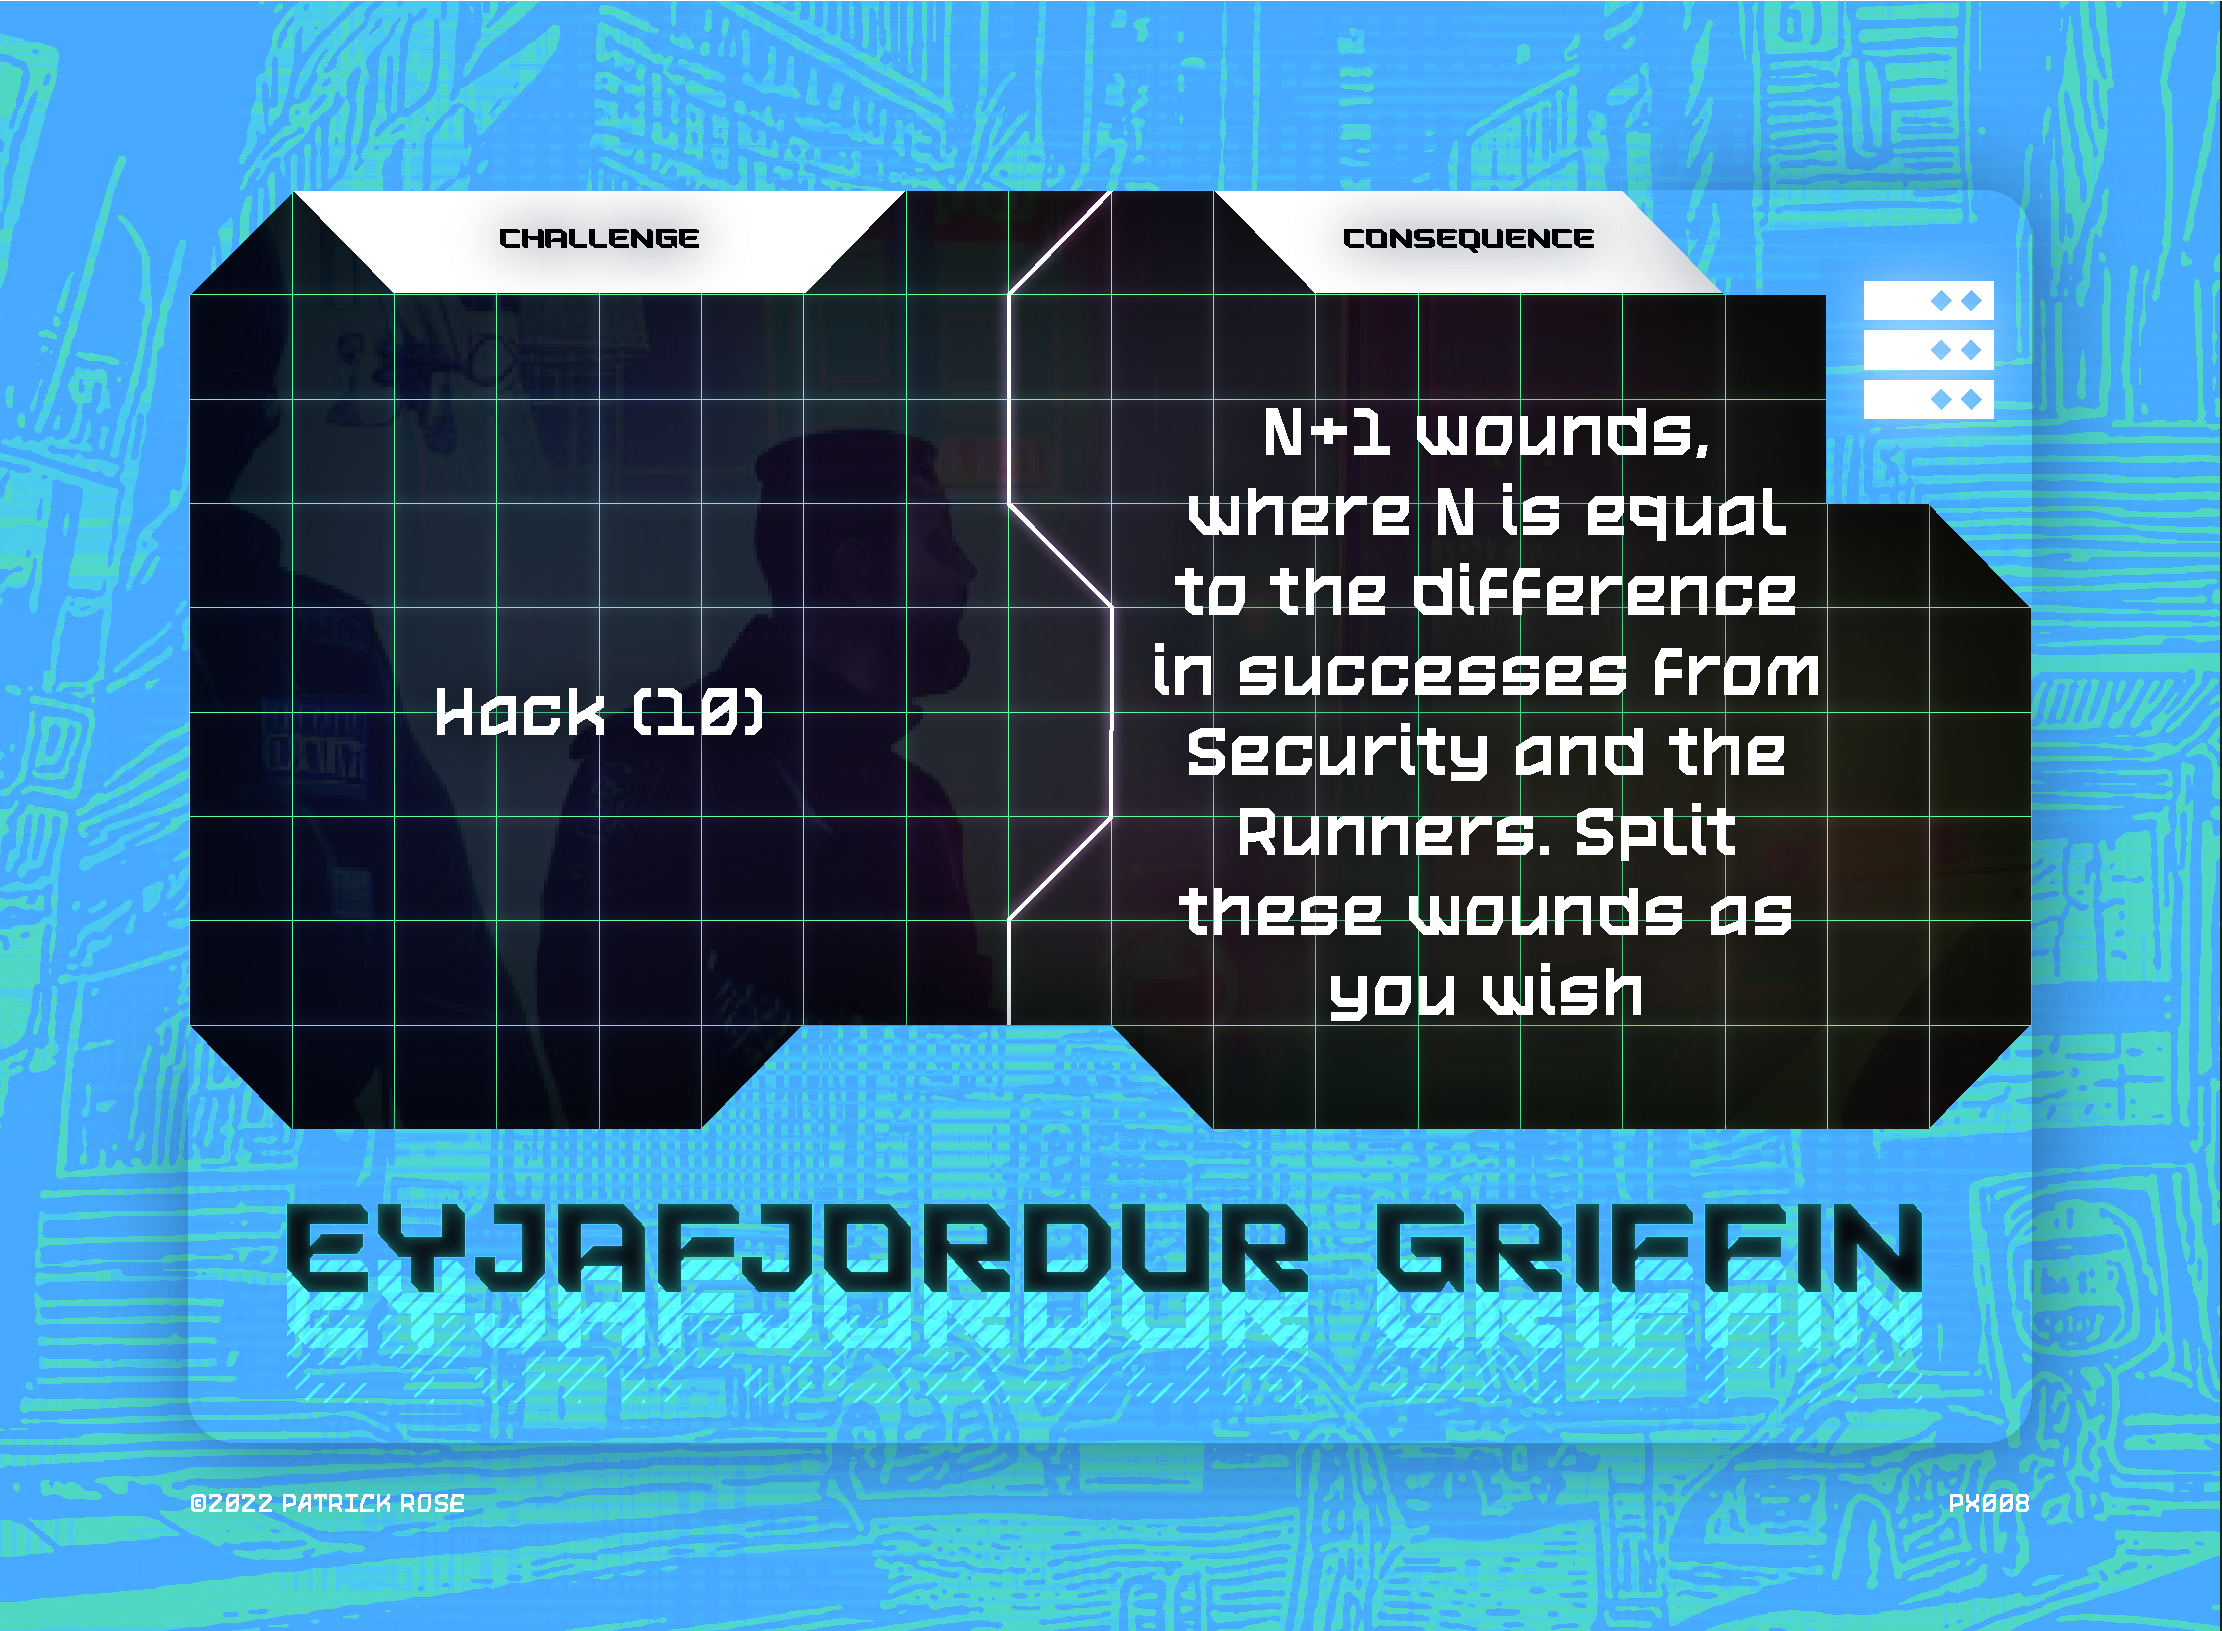 CHALLENGE
CONSEQUENCE
Hack (10)
N+1 wounds,
where N is equal
to the difference
in successes from
Security and the
Runners. Split
these wounds as
you wish
EYJAFJORDUR GRIFFIN
©2022 PATRICK ROSE
PX008